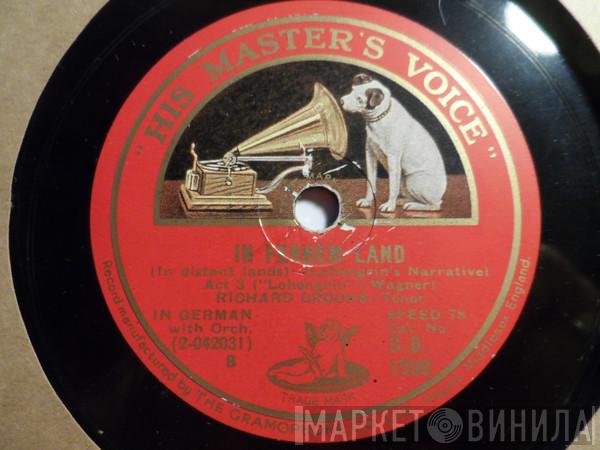 "HIS MASTER'S VOICE"
IN FERNEM LAND
(In distant lands) (Lohengrin's Narrative)
Act 3 ("Lohengrin" - Wagner)
RICHARD CROOKS - Tenor
IN GERMAN
with Orch.
(2-042031)
B
SPEED 78
Cat. No.
D.B.
TRADE MARK
Record manufactured by THE
Middlesex, England.
МАРКЕТ ВИНИЛА